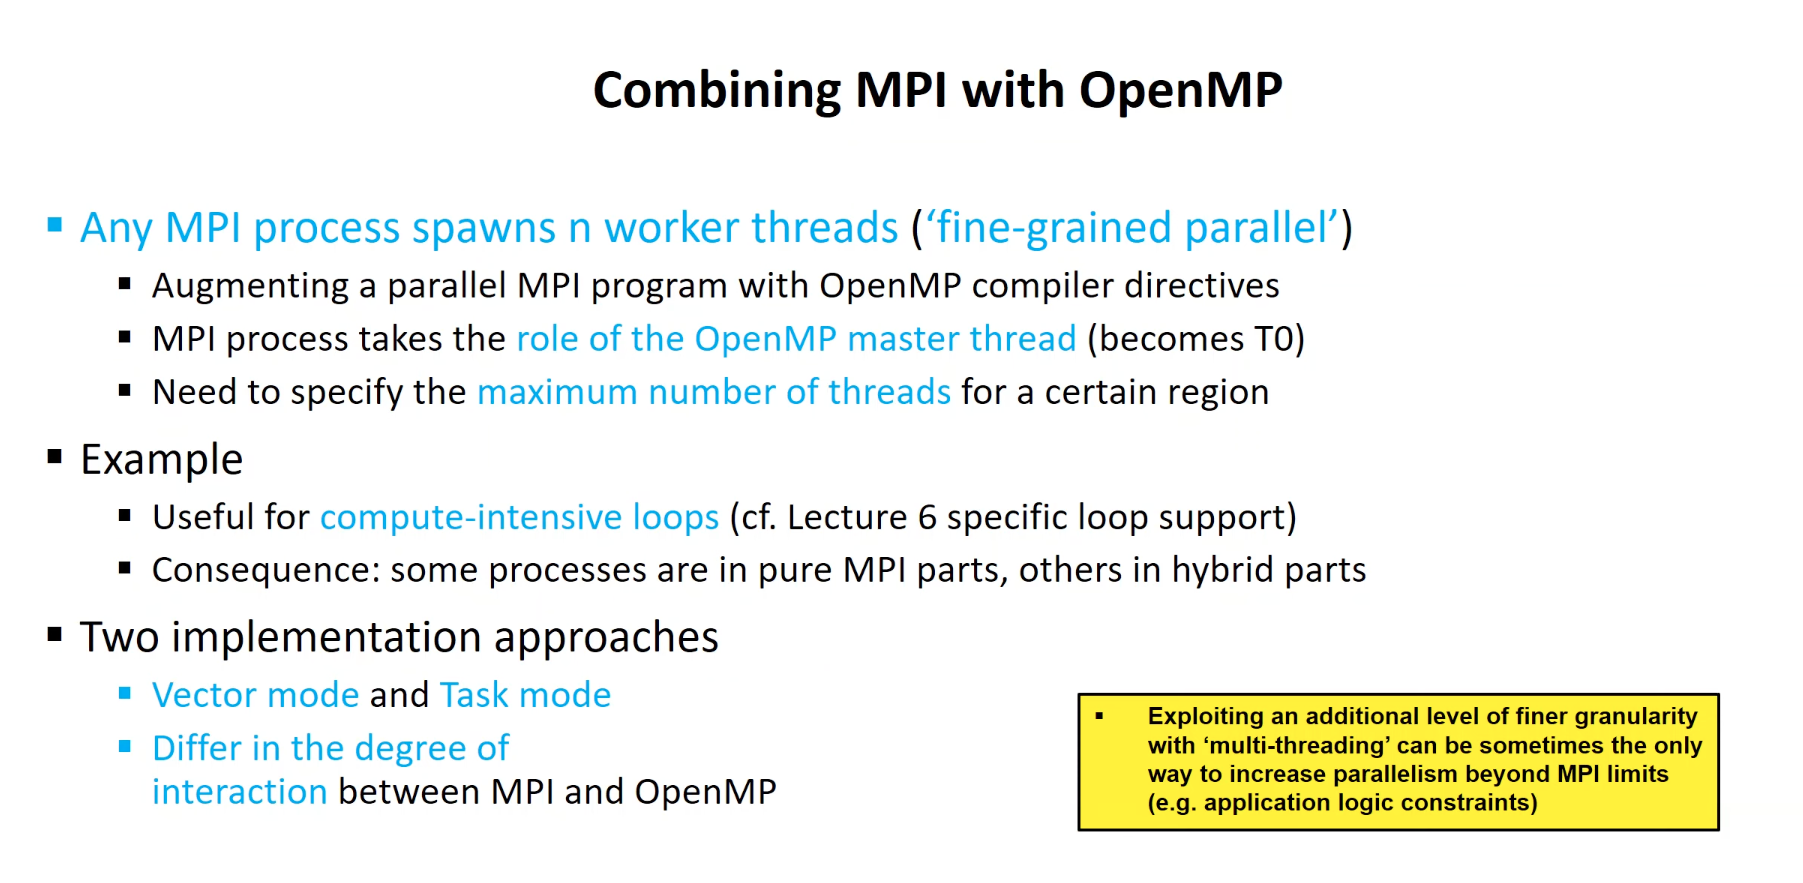 Combining MPI with OpenMP
▪ Any MPI process spawns n worker threads (‘fine-grained parallel’)
▪ Augmenting a parallel MPI program with OpenMP compiler directives
▪ MPI process takes the role of the OpenMP master thread (becomes T0)
▪ Need to specify the maximum number of threads for a certain region
▪ Example
▪ Useful for compute-intensive loops (cf. Lecture 6 specific loop support)
▪ Consequence: some processes are in pure MPI parts, others in hybrid parts
▪ Two implementation approaches
▪ Vector mode and Task mode
▪ Differ in the degree of
interaction between MPI and OpenMP
▪ Exploiting an additional level of finer granularity
with ‘multi-threading’ can be sometimes the only
way to increase parallelism beyond MPI limits
(e.g. application logic constraints)